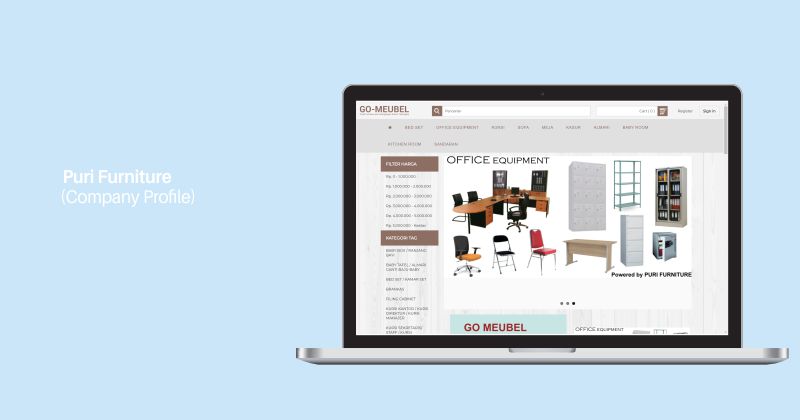 Puri Furniture
(Company Profile)
GO-MEUBEL
Pencarian
Cart ( 0 )
Register
Sign in
BED SET
OFFICE EQUIPMENT
KURSI
SOFA
MEJA
KASUR
ALMARI
BABY ROOM
KITCHEN ROOM
SANDARAN
FILTER HARGA
Rp. 0 - 1.000.000
Rp. 1.000.000 - 2.000.000
Rp. 2.000.000 - 3.000.000
Rp. 3.000.000 - 4.000.000
Rp. 4.000.000 - 5.000.000
Rp. 5.000.000 - Keatas
KATEGORI TAG
BABY BOX / RANJANG
BAYI
BABY TAFEL / ALMARI
GANTI BAJU BABY
BED SET / KAMAR SET
BRANKAS
FILING CABINET
KURSI KANTOR / KURSI
DIREKTUR / KURSI
MANAJER
KURSI SEKRETARIS/
STAFF / KURSI
OFFICE EQUIPMENT
Powered by PURI FURNITURE
GO MEUBEL
OFFICE EQUIPMENT